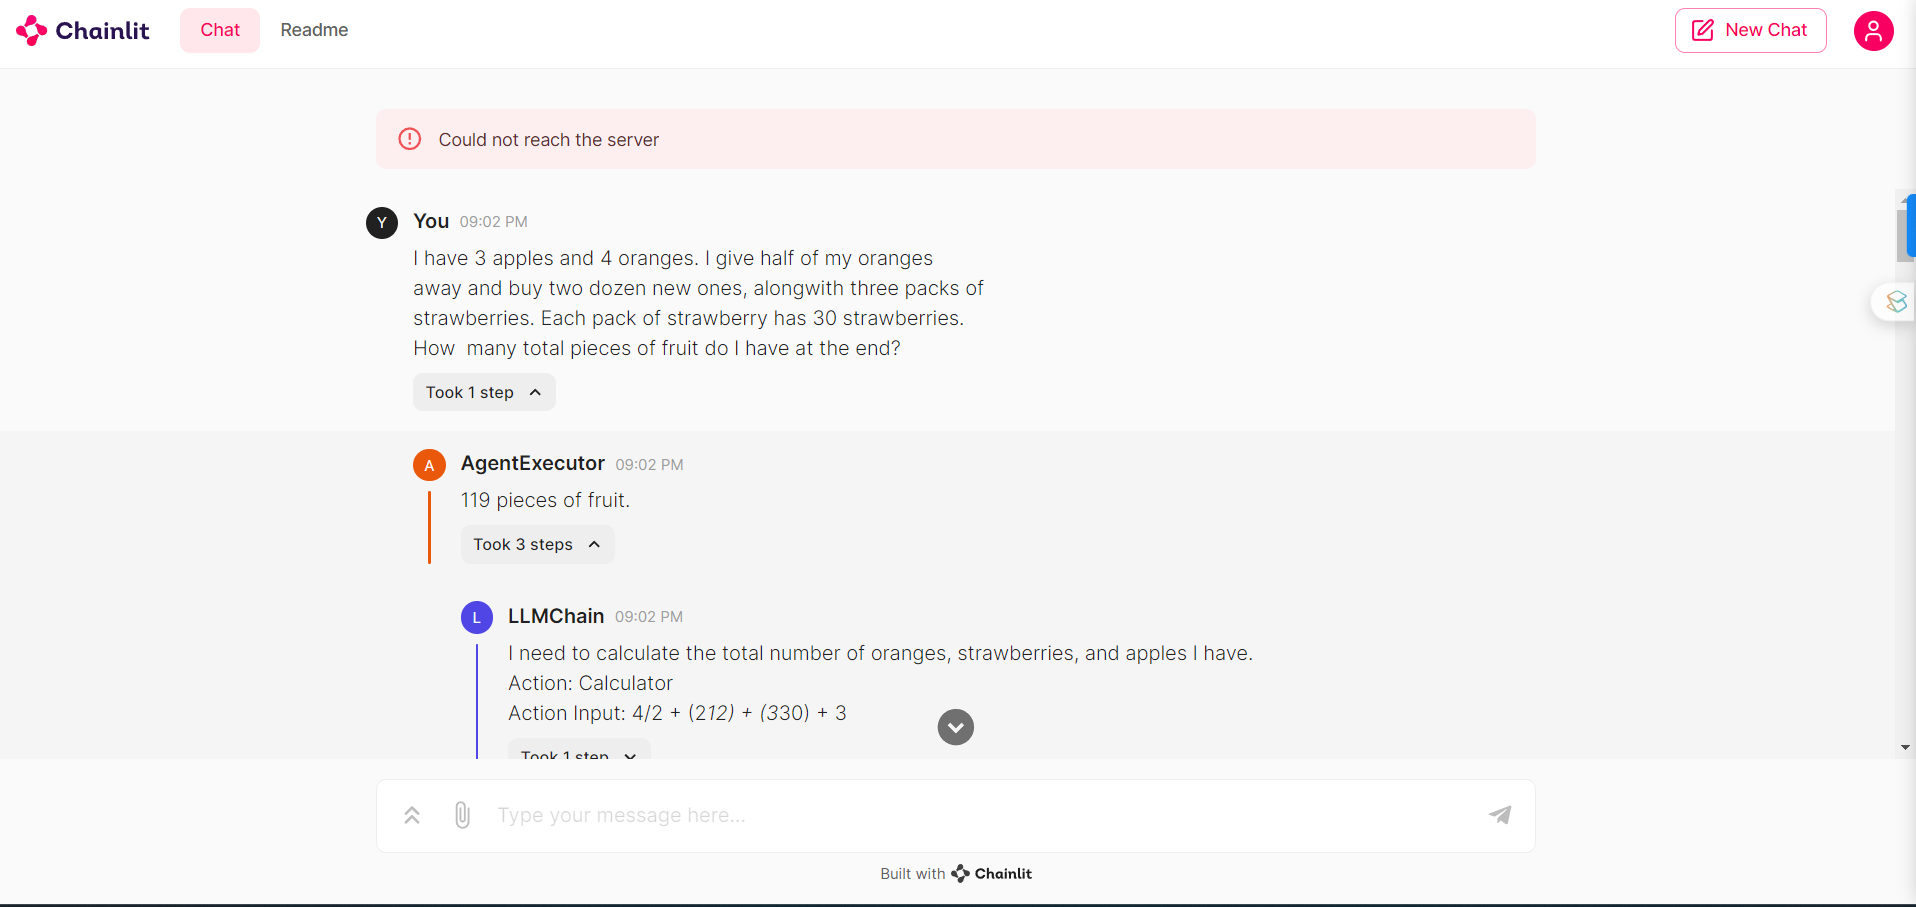 Chainlit
Chat
Readme
New Chat
Could not reach the server
Y
You 09:02 PM
I have 3 apples and 4 oranges. I give half of my oranges
away and buy two dozen new ones, alongwith three packs of
strawberries. Each pack of strawberry has 30 strawberries.
How  many total pieces of fruit do I have at the end?
Took 1 step
A
AgentExecutor 09:02 PM
119 pieces of fruit.
Took 3 steps
L
LLMChain 09:02 PM
I need to calculate the total number of oranges, strawberries, and apples I have.
Action: Calculator
Action Input: 4/2 + (212) + (330) + 3
Took 1 step
Type your message here...
Built with Chainlit